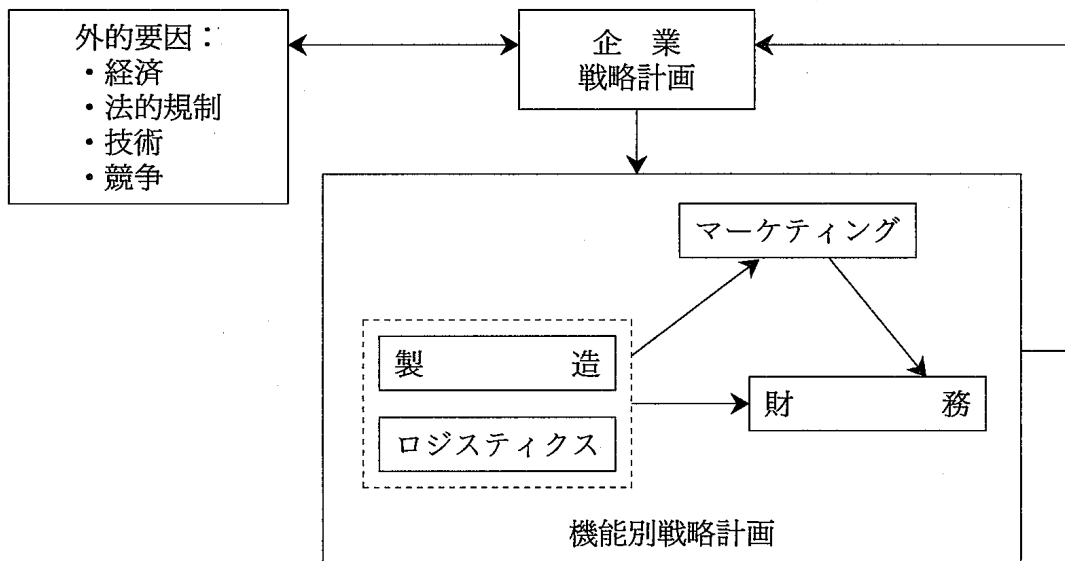 外的要因：
・経済
・法的規制
・技術
・競争
企　業
戦略計画
マーケティング
製　造
ロジスティクス
財　務
機能別戦略計画